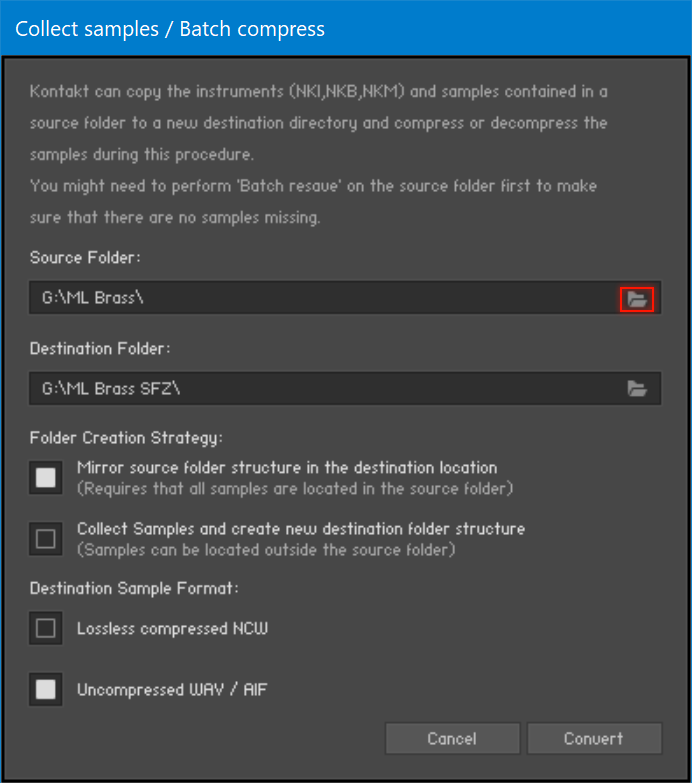 Collect samples / Batch compress
Kontakt can copy the instruments (NKI,NKB,NKM) and samples contained in a
source folder to a new destination directory and compress or decompress the
samples during this procedure.
You might need to perform 'Batch resave' on the source folder first to make
sure that there are no samples missing.
Source Folder:
G:\ML Brass\
Destination Folder:
G:\ML Brass SFZ\
Folder Creation Strategy:
Mirror source folder structure in the destination location
(Requires that all samples are located in the source folder)
Collect Samples and create new destination folder structure
(Samples can be located outside the source folder)
Destination Sample Format:
Lossless compressed NCW
Uncompressed WAV / AIF
Cancel Convert